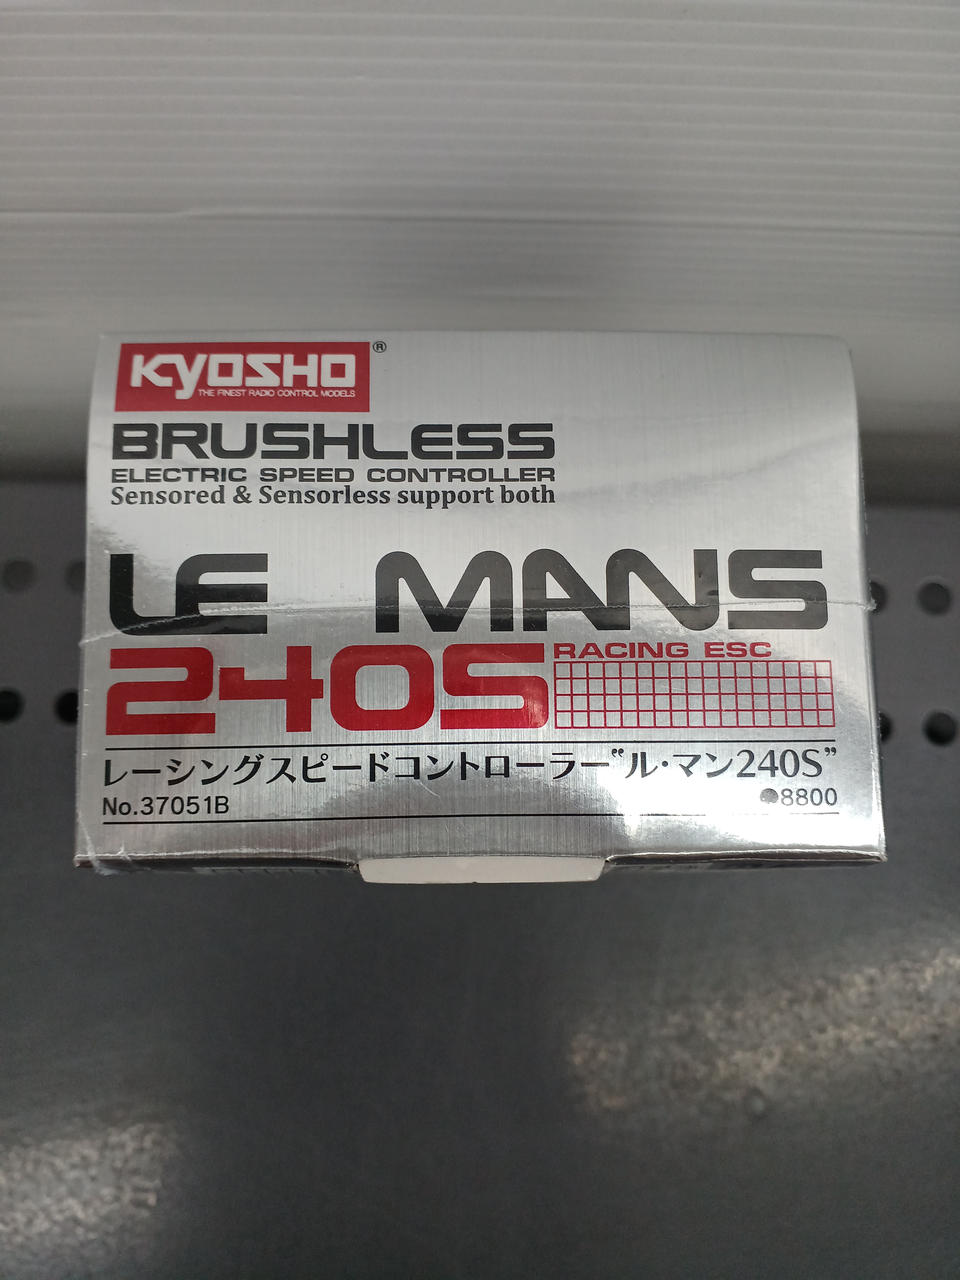 KYOSHO®
THE FINEST RADIO CONTROL MODELS
BRUSHLESS
ELECTRIC SPEED CONTROLLER
Sensored & Sensorless support both
LE MANS
240S RACING ESC
レーシングスピードコントローラー“ル・マン240S”
No.37051B ●8800